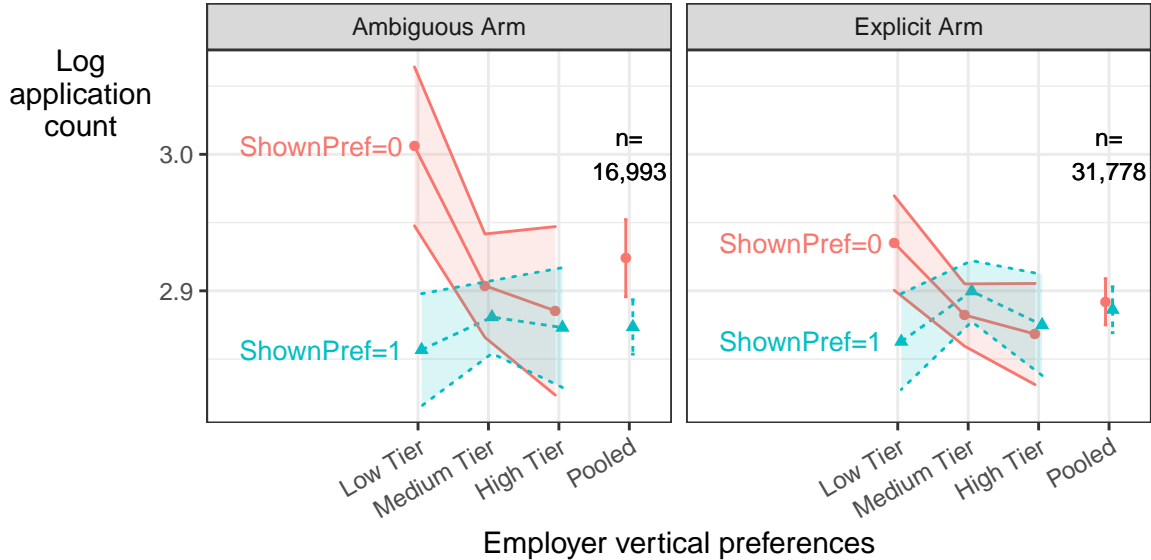 Ambiguous Arm
Explicit Arm
Log
application
count
3.0
2.9
ShownPref=0
ShownPref=1
n=
16,993
ShownPref=0
ShownPref=1
n=
31,778
Low Tier
Medium Tier
High Tier
Pooled
Low Tier
Medium Tier
High Tier
Pooled
Employer vertical preferences